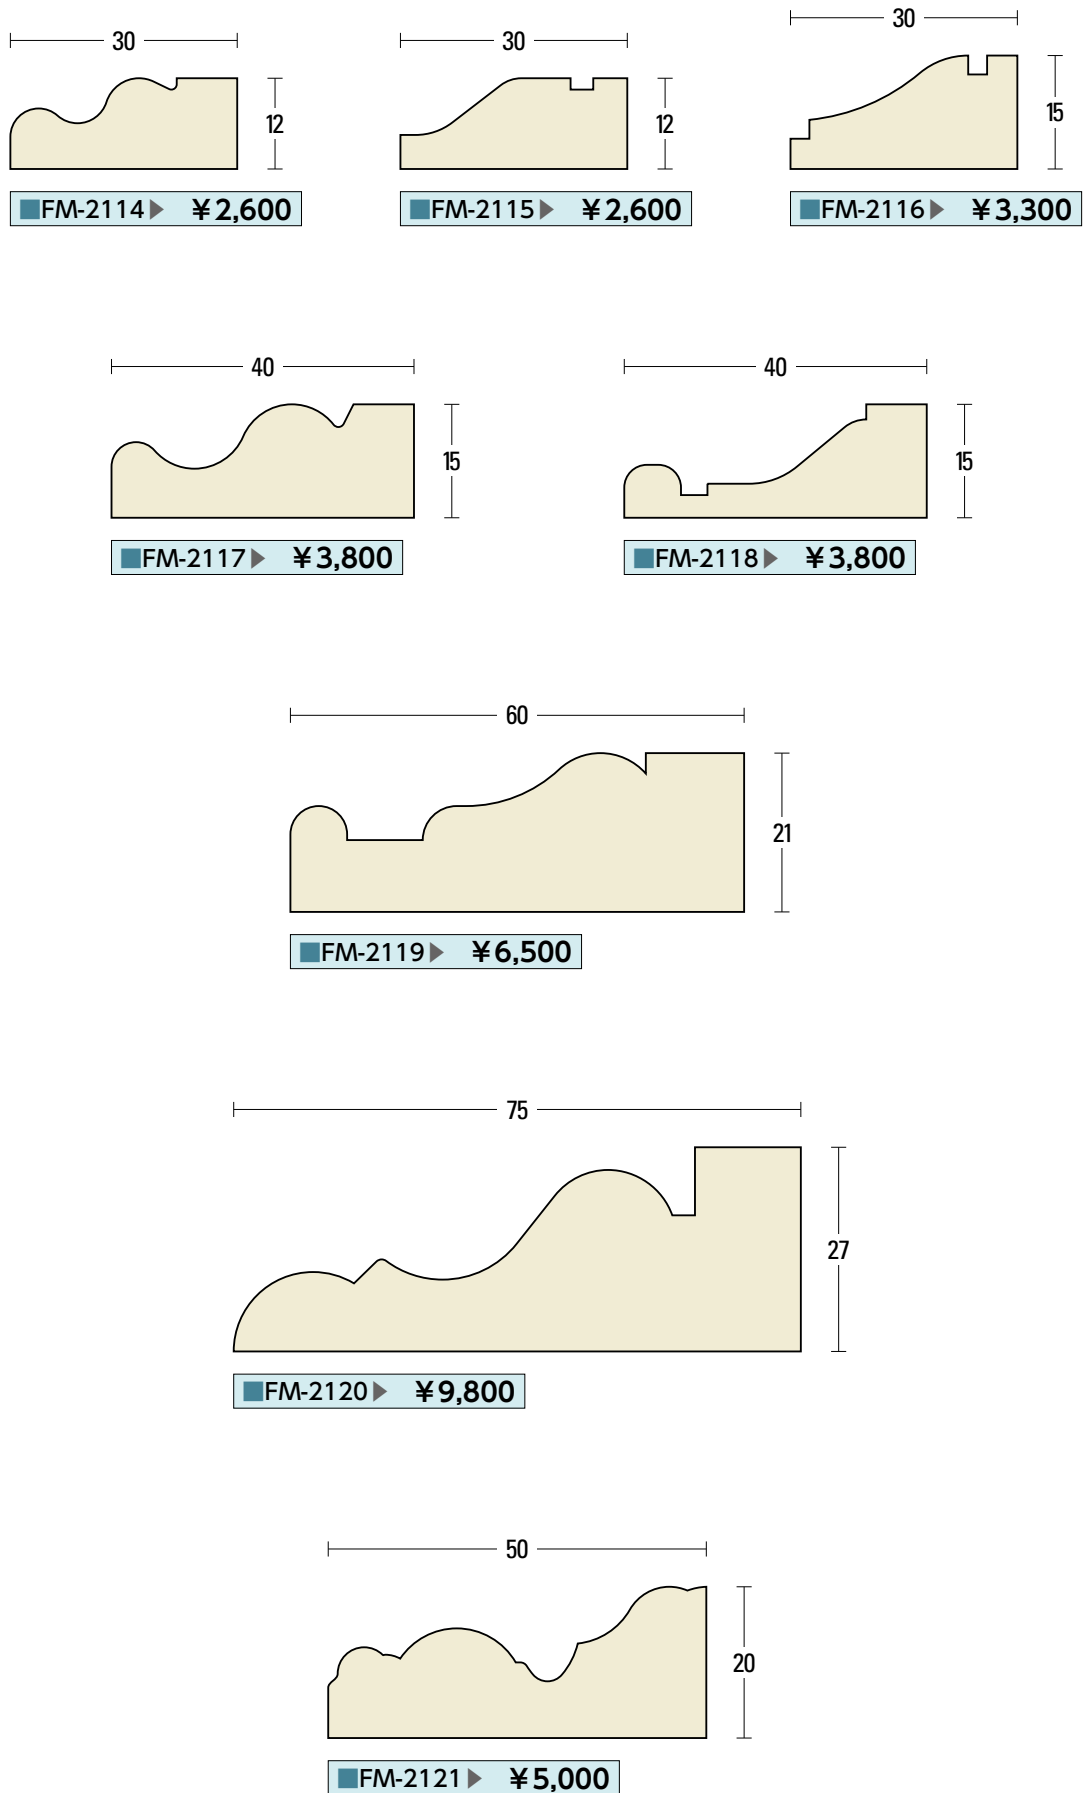 30
12
■FM-2114▶ ¥2,600
30
12
■FM-2115▶ ¥2,600
30
15
■FM-2116▶ ¥3,300
40
15
■FM-2117▶ ¥3,800
40
15
■FM-2118▶ ¥3,800
60
21
■FM-2119▶ ¥6,500
75
27
■FM-2120▶ ¥9,800
50
20
■FM-2121▶ ¥5,000